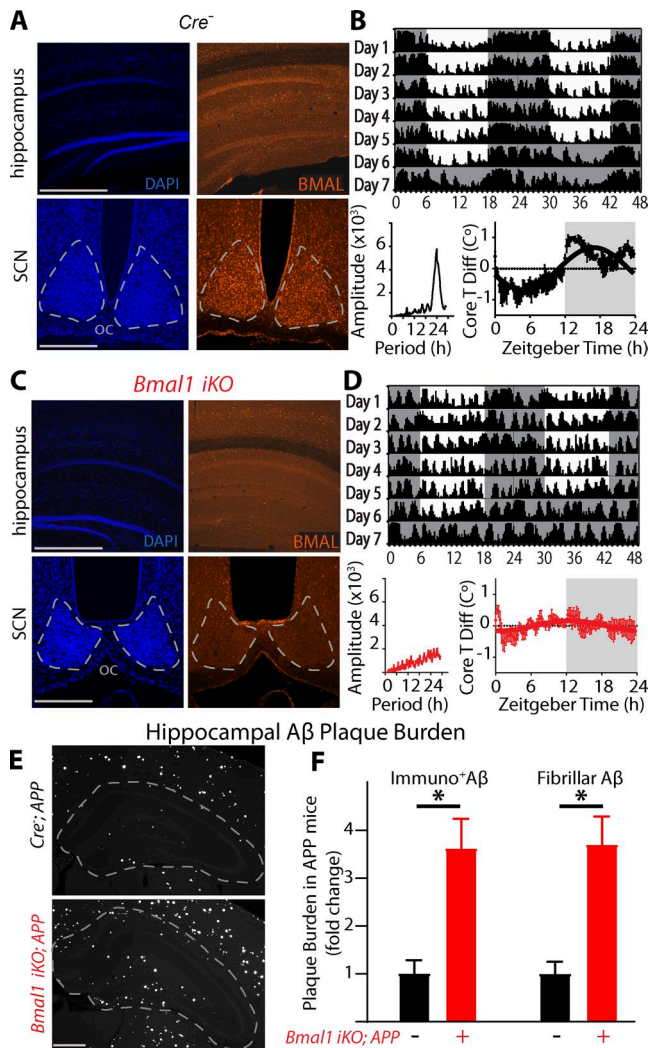 A
Cre-
hippocampus
DAPI
BMAL
SCN
OC
B
Day 1
Day 2
Day 3
Day 4
Day 5
Day 6
Day 7
0 6 12 18 24 30 36 42 48
Amplitude (x10³)
6
4
2
0
0 12 24
Period (h)
Core T Diff (C°)
1
0
-1
0 6 12 18 24
Zeitgeber Time (h)
C
Bmal1 iKO
hippocampus
DAPI
BMAL
SCN
OC
D
Day 1
Day 2
Day 3
Day 4
Day 5
Day 6
Day 7
0 6 12 18 24 30 36 42 48
Amplitude (x10³)
6
4
2
0
0 12 24
Period (h)
Core T Diff (C°)
1
0
-1
0 6 12 18 24
Zeitgeber Time (h)
Hippocampal Aβ Plaque Burden
E
Cre-; APP
Bmal1 iKO; APP
F
Immuno⁺Aβ
Fibrillar Aβ
* *
Plaque Burden in APP mice
(fold change)
4
3
2
1
Bmal1 iKO; APP - + - +